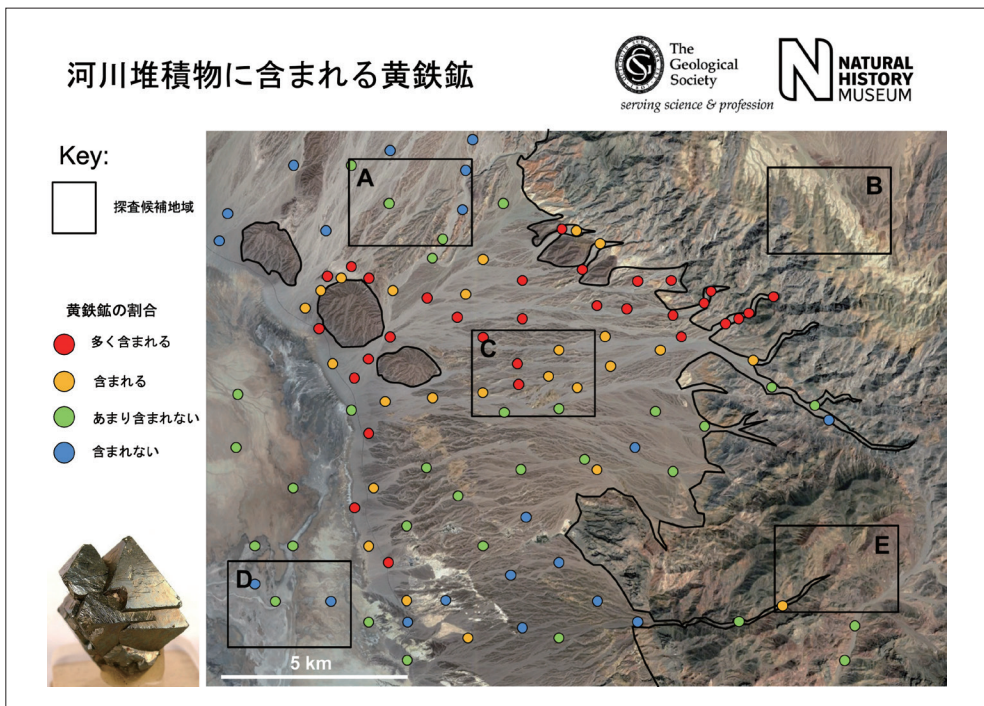 河川堆積物に含まれる黄鉄鉱
The
Geological
Society
serving science & profession
NATURAL
HISTORY
MUSEUM
Key:
探査候補地域
黄鉄鉱の割合
多く含まれる
含まれる
あまり含まれない
含まれない
A
B
C
D
E
5 km